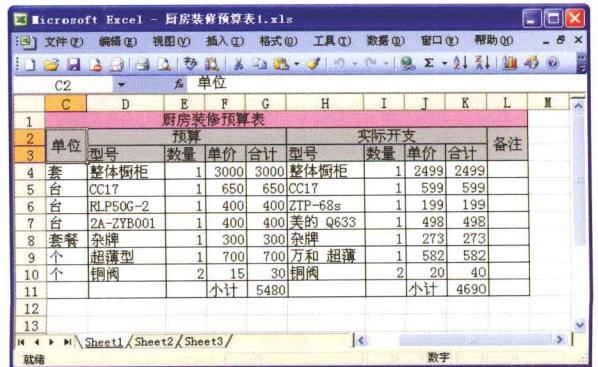 Microsoft Excel - 厨房装修预算表1.xls
文件(F) 编辑(E) 视图(V) 插入(I) 格式(O) 工具(T) 数据(D) 窗口(W) 帮助(H)
C2 fx 单位
C D E F G H I J K L M
1 厨房装修预算表
2 单位 预算 实际开支 备注
3 型号 数量 单价 合计 型号 数量 单价 合计
4 套 整体橱柜 1 3000 3000 整体橱柜 1 2499 2499
5 台 CC17 1 650 650 CC17 1 599 599
6 台 RLP50G-2 1 400 400 ZTP-68s 1 199 199
7 台 2A-ZYB001 1 400 400 美的 Q633 1 498 498
8 套餐 杂牌 1 300 300 杂牌 1 273 273
9 个 超薄型 1 700 700 万和 超薄 1 582 582
10 个 铜阀 2 15 30 铜阀 2 20 40
11 小计 5480 小计 4690
12
13
Sheet1 Sheet2 Sheet3
就绪 数字